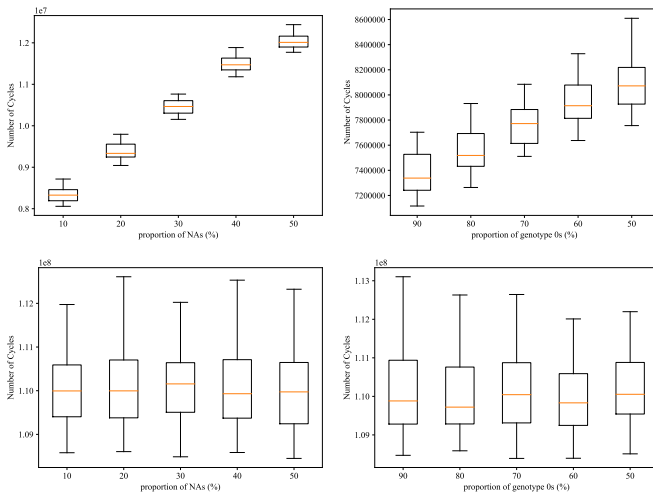 1e7
1.2
1.1
1.0
0.9
0.8
Number of Cycles
10 20 30 40 50
proportion of NAs (%)
8600000
8400000
8200000
8000000
7800000
7600000
7400000
7200000
Number of Cycles
90 80 70 60 50
proportion of genotype 0s (%)
1e8
1.12
1.11
1.10
1.09
Number of Cycles
10 20 30 40 50
proportion of NAs (%)
1e8
1.13
1.12
1.11
1.10
1.09
Number of Cycles
90 80 70 60 50
proportion of genotype 0s (%)